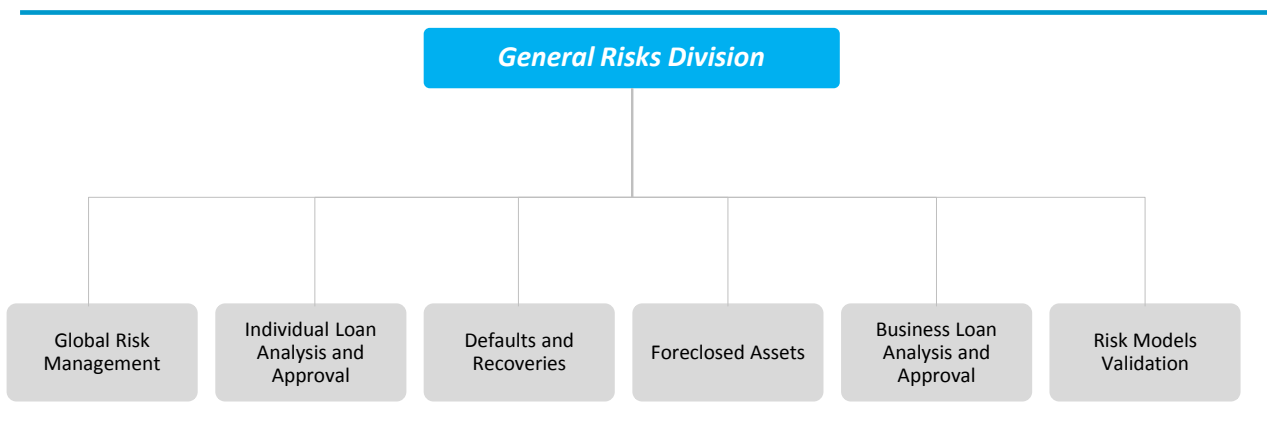 General Risks Division
Global Risk
Management
Individual Loan
Analysis and
Approval
Defaults and
Recoveries
Foreclosed Assets
Business Loan
Analysis and
Approval
Risk Models
Validation